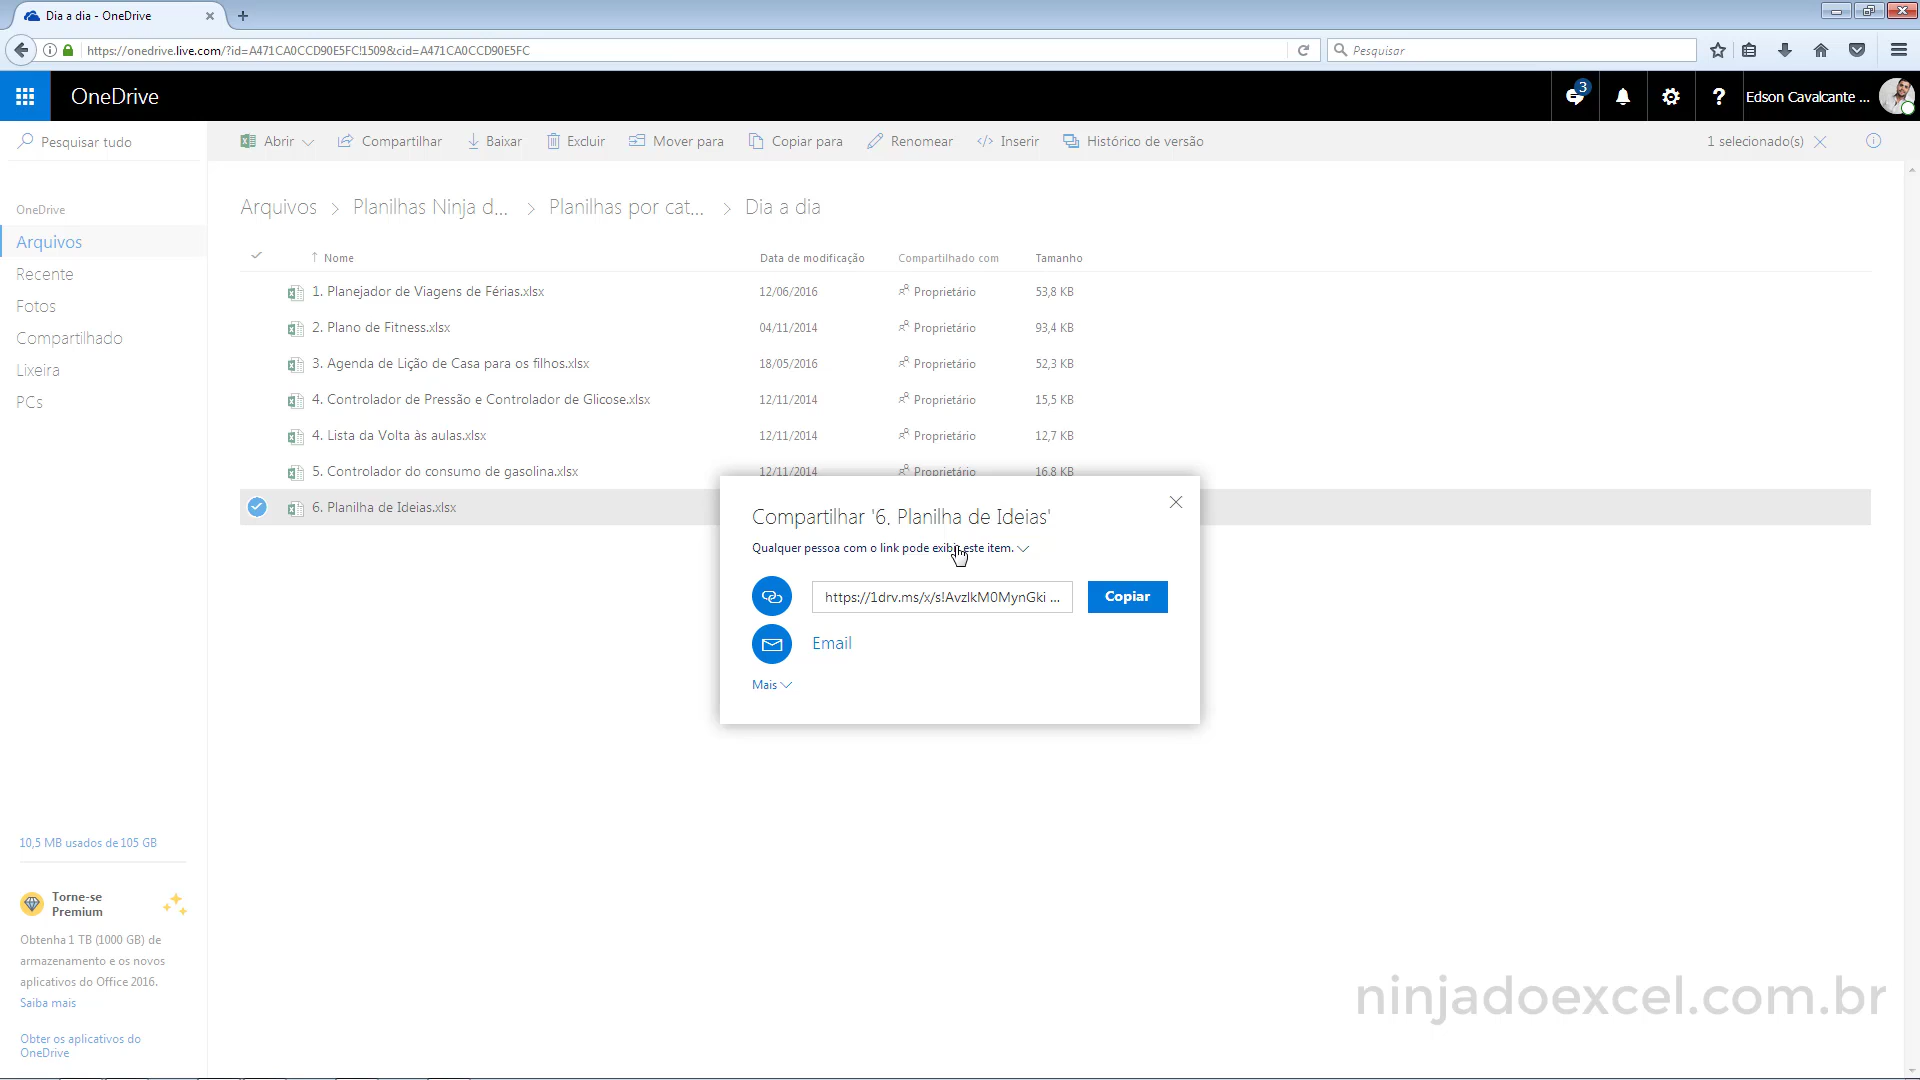 Dia a dia - OneDrive
https://onedrive.live.com/?id=A471CA0CCD90E5FC!1509&cid=A471CA0CCD90E5FC
Pesquisar
OneDrive
3
Edson Cavalcante ...
Pesquisar tudo
Abrir
Compartilhar
Baixar
Excluir
Mover para
Copiar para
Renomear
Inserir
Histórico de versão
1 selecionado(s)
OneDrive
Arquivos
Recente
Fotos
Compartilhado
Lixeira
PCs
Arquivos > Planilhas Ninja d... > Planilhas por cat... > Dia a dia
Nome Data de modificação Compartilhado com Tamanho
1. Planejador de Viagens de Férias.xlsx 12/06/2016 Proprietário 53,8 KB
2. Plano de Fitness.xlsx 04/11/2014 Proprietário 93,4 KB
3. Agenda de Lição de Casa para os filhos.xlsx 18/05/2016 Proprietário 52,3 KB
4. Controlador de Pressão e Controlador de Glicose.xlsx 12/11/2014 Proprietário 15,5 KB
4. Lista da Volta às aulas.xlsx 12/11/2014 Proprietário 12,7 KB
5. Controlador do consumo de gasolina.xlsx 12/11/2014 Proprietário 16,8 KB
6. Planilha de Ideias.xlsx
Compartilhar '6. Planilha de Ideias'
Qualquer pessoa com o link pode exibir este item.
https://1drv.ms/x/s!AvzlkM0MynGki ...
Copiar
Email
Mais
10,5 MB usados de 105 GB
Torne-se
Premium
Obtenha 1 TB (1000 GB) de
armazenamento e os novos
aplicativos do Office 2016.
Saiba mais
Obter os aplicativos do
OneDrive
ninjadoexcel.com.br